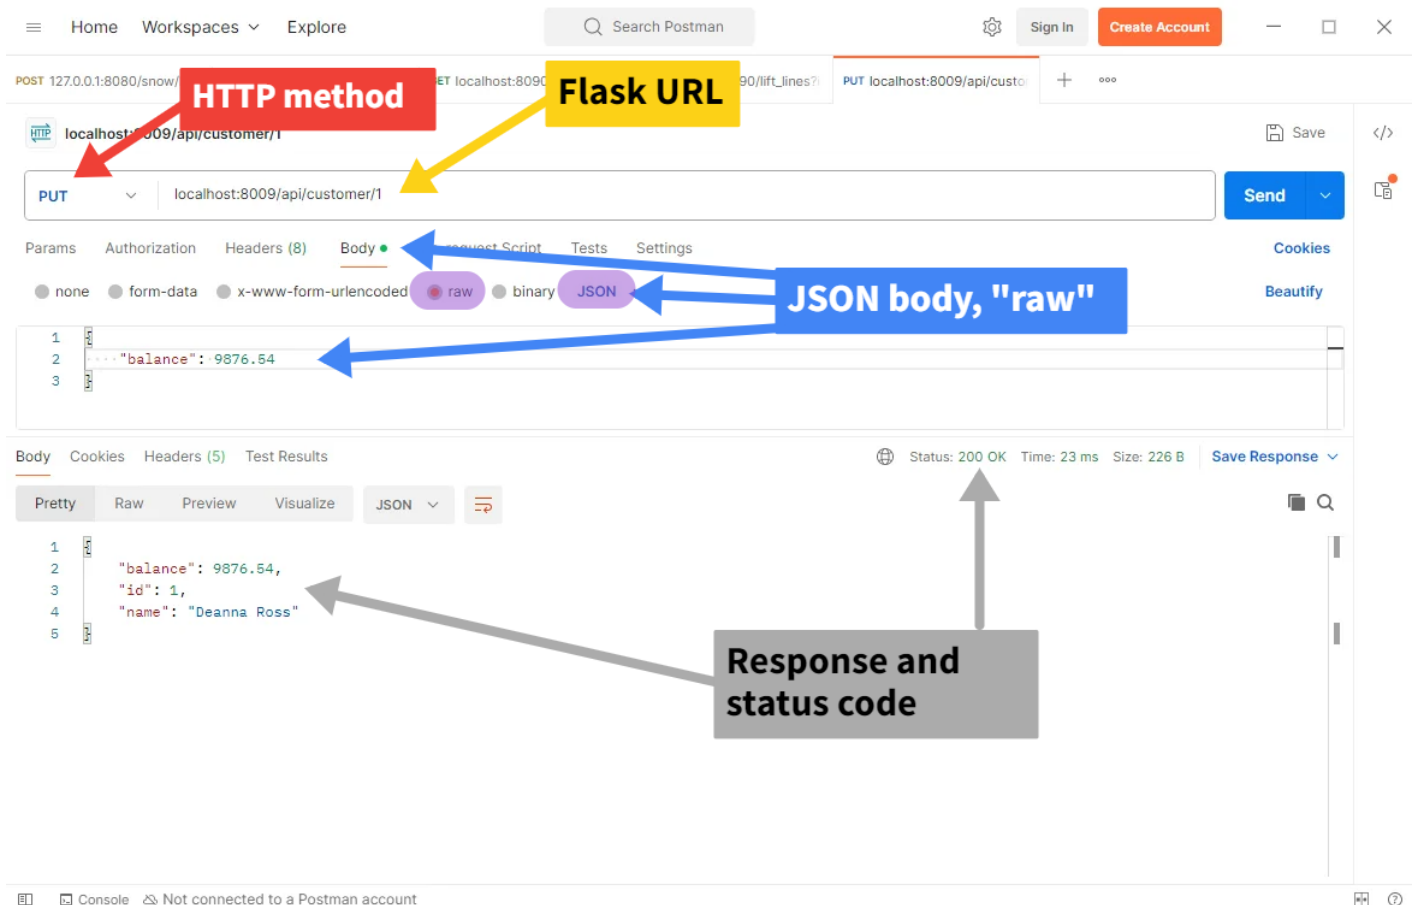 Home Workspaces Explore Search Postman Sign In Create Account
POST 127.0.0.1:8080/snow/ GET localhost:8090 90/lift_lines? PUT localhost:8009/api/custo
HTTP method
Flask URL
HTTP localhost:8009/api/customer/1 Save </>
PUT localhost:8009/api/customer/1 Send
Params Authorization Headers (8) Body request Script Tests Settings Cookies
none form-data x-www-form-urlencoded raw binary JSON Beautify
JSON body, "raw"
1 {
2 "balance": 9876.54
3 }
Body Cookies Headers (5) Test Results Status: 200 OK Time: 23 ms Size: 226 B Save Response
Pretty Raw Preview Visualize JSON
1 {
2 "balance": 9876.54,
3 "id": 1,
4 "name": "Deanna Ross"
5 }
Response and
status code
Console Not connected to a Postman account